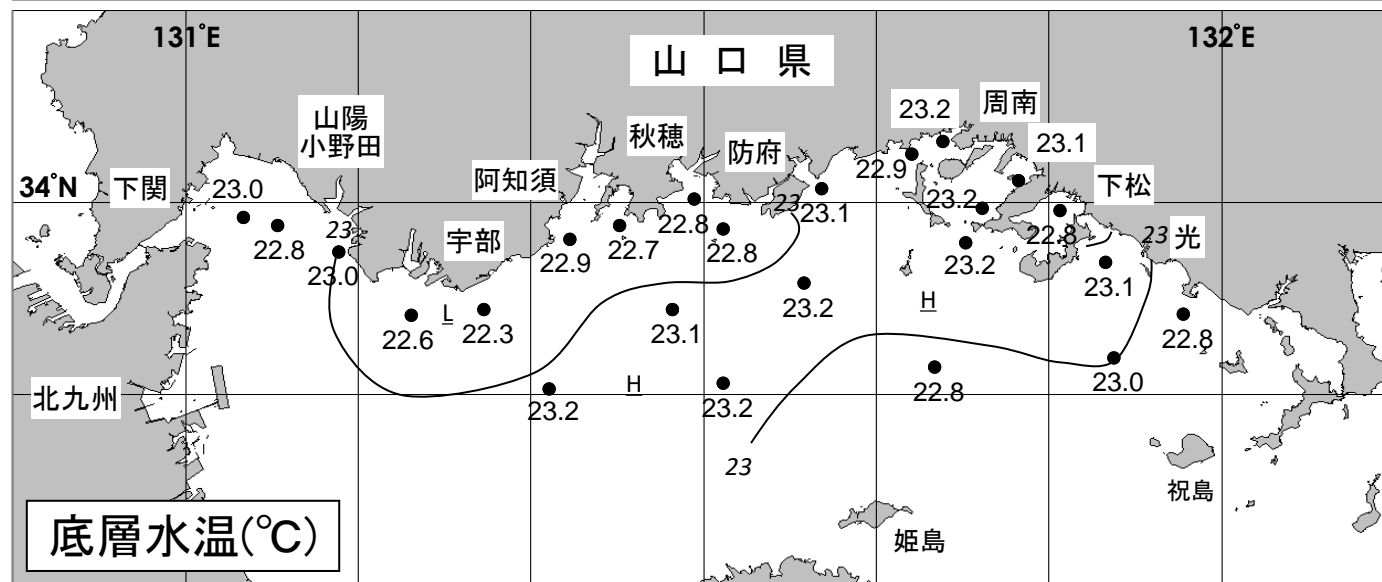 131°E
132°E
山 口 県
山陽
小野田
秋穂
防府
23.2
周南
23.1
阿知須
下松
34°N
下関
23.0
22.8
23
23.0
宇部
22.9
22.7
22.8
22.8
23
23.1
22.9
23.2
23.2
22.8
23
光
23.1
22.8
22.6
L
22.3
23.1
23.2
H
北九州
23.2
H
23.2
22.8
23.0
23
祝島
姫島
底層水温(℃)